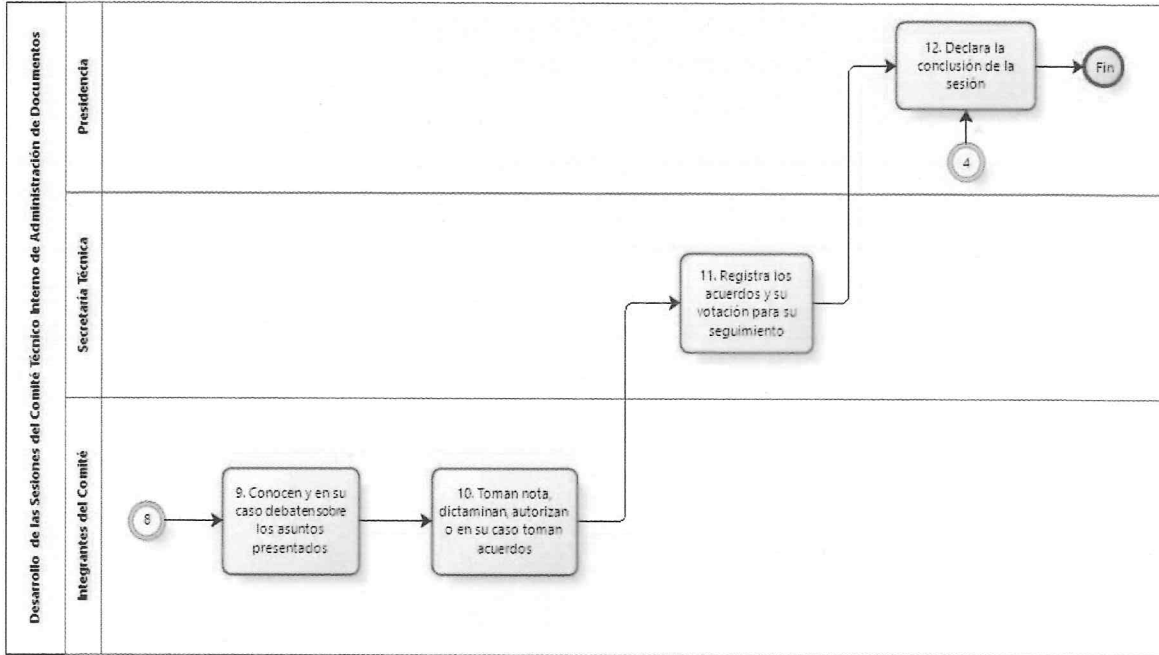 Desarrollo de las Sesiones del Comité Técnico Interno de Administración de Documentos
Presidencia
12. Declara la
conclusión de la
sesión
Fin
4
Secretaría Técnica
11. Registra los
acuerdos y su
votación para su
seguimiento
Integrantes del Comité
8
9. Conocen y en su
caso debaten sobre
los asuntos
presentados
10. Toman nota,
dictaminan, autorizan
o en su caso toman
acuerdos